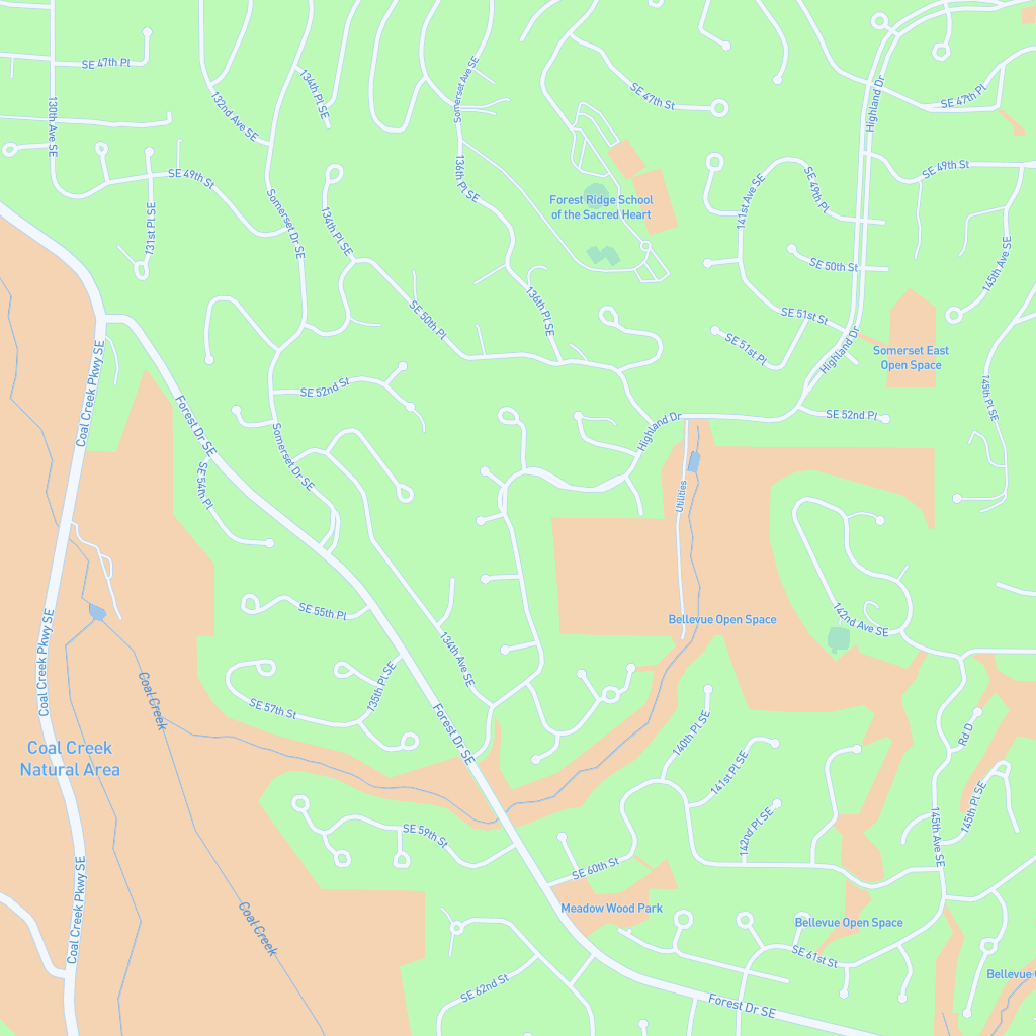 SE 47th Pl
134th Pl SE
Somerset Ave SE
SE 47th St
Highland Dr
SE 47th Pl
130th Ave SE
132nd Ave SE
SE 49th St
136th Pl SE
SE 49th St
141st Ave SE
SE 49th Pl
Forest Ridge School
of the Sacred Heart
131st Pl SE
Somerset Dr SE
134th Pl SE
145th Ave SE
SE 50th St
SE 50th Pl
136th Pl SE
SE 51st St
SE 51st Pl
Highland Dr
Somerset East
Open Space
Coal Creek Pkwy SE
SE 52nd St
145th Pl SE
Forest Dr SE
Highland Dr
SE 52nd Pl
Somerset Dr SE
SE 54th Pl
Utilities
SE 55th Pl
Bellevue Open Space
142nd Ave SE
Coal Creek Pkwy SE
134th Ave SE
135th Pl SE
Coal Creek
SE 57th St
Forest Dr SE
140th Pl SE
Rd D
Coal Creek
Natural Area
141st Pl SE
SE 59th St
142nd Pl SE
145th Ave SE
145th Pl SE
SE 60th St
Coal Creek Pkwy SE
Meadow Wood Park
Coal Creek
Bellevue Open Space
SE 61st St
SE 62nd St
Bellevue
Forest Dr SE